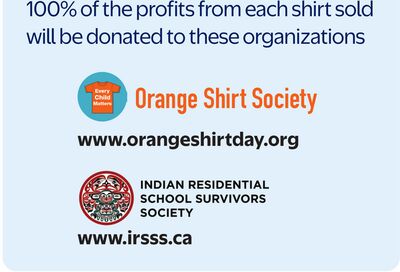 100% of the profits from each shirt sold
will be donated to these organizations
Every
Child
Matters
Orange Shirt Society
www.orangeshirtday.org
INDIAN RESIDENTIAL
SCHOOL SURVIVORS
SOCIETY
www.irsss.ca